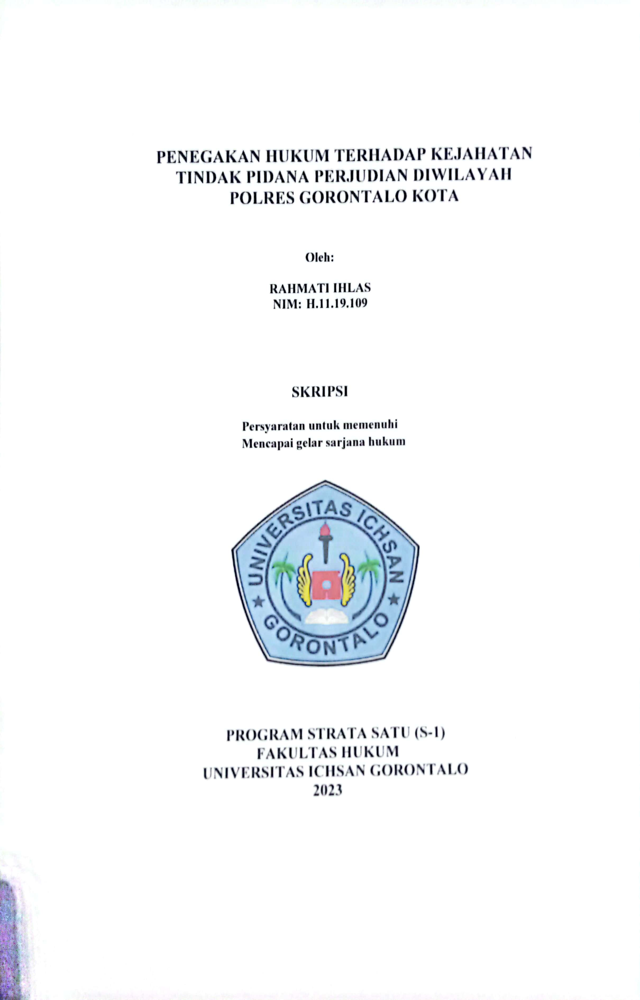 PENEGAKAN HUKUM TERHADAP KEJAHATAN
TINDAK PIDANA PERJUDIAN DIWILAYAH
POLRES GORONTALO KOTA
Oleh:
RAHMATI IHLAS
NIM: H.11.19.109
SKRIPSI
Persyaratan untuk memenuhi
Mencapai gelar sarjana hukum
UNIVERSITAS ICHSAN
GORONTALO
PROGRAM STRATA SATU (S-1)
FAKULTAS HUKUM
UNIVERSITAS ICHSAN GORONTALO
2023